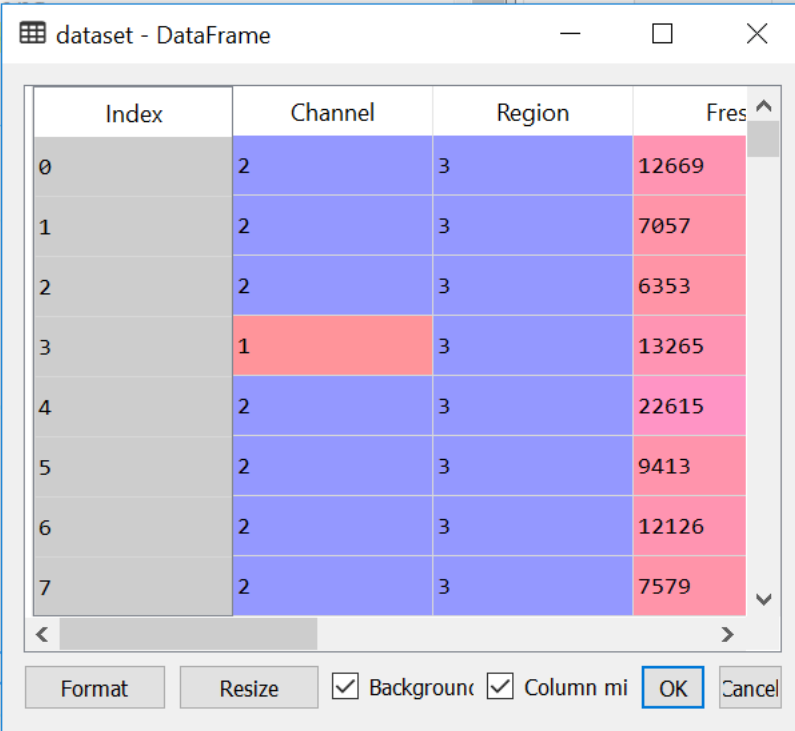 dataset - DataFrame
Index Channel Region Fres
0 2 3 12669
1 2 3 7057
2 2 3 6353
3 1 3 13265
4 2 3 22615
5 2 3 9413
6 2 3 12126
7 2 3 7579
Format Resize Background Column mi OK Cancel